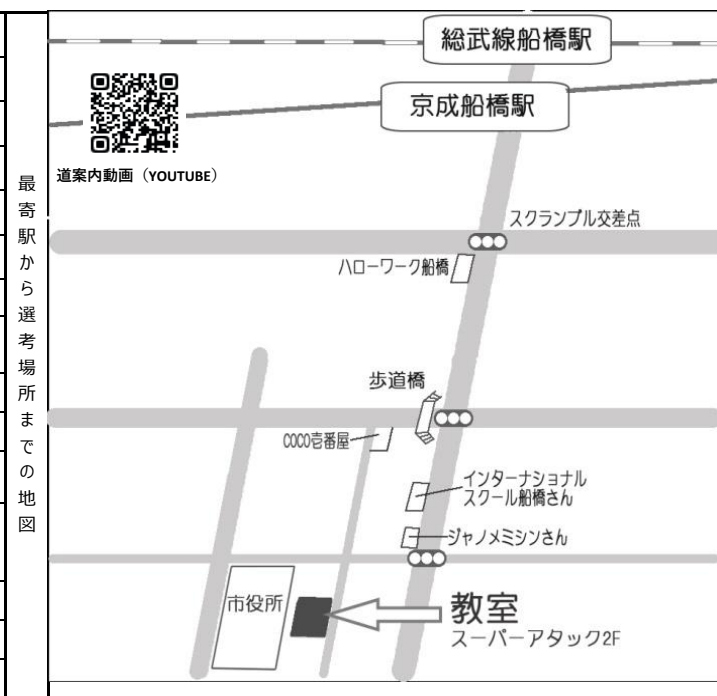 最寄駅から選考場所までの地図
総武線船橋駅
京成船橋駅
道案内動画（YOUTUBE）
スクランブル交差点
ハローワーク船橋
歩道橋
COCO壱番屋
インターナショナル
スクール船橋さん
ジャノメミシンさん
市役所
教室
スーパーアタック2F